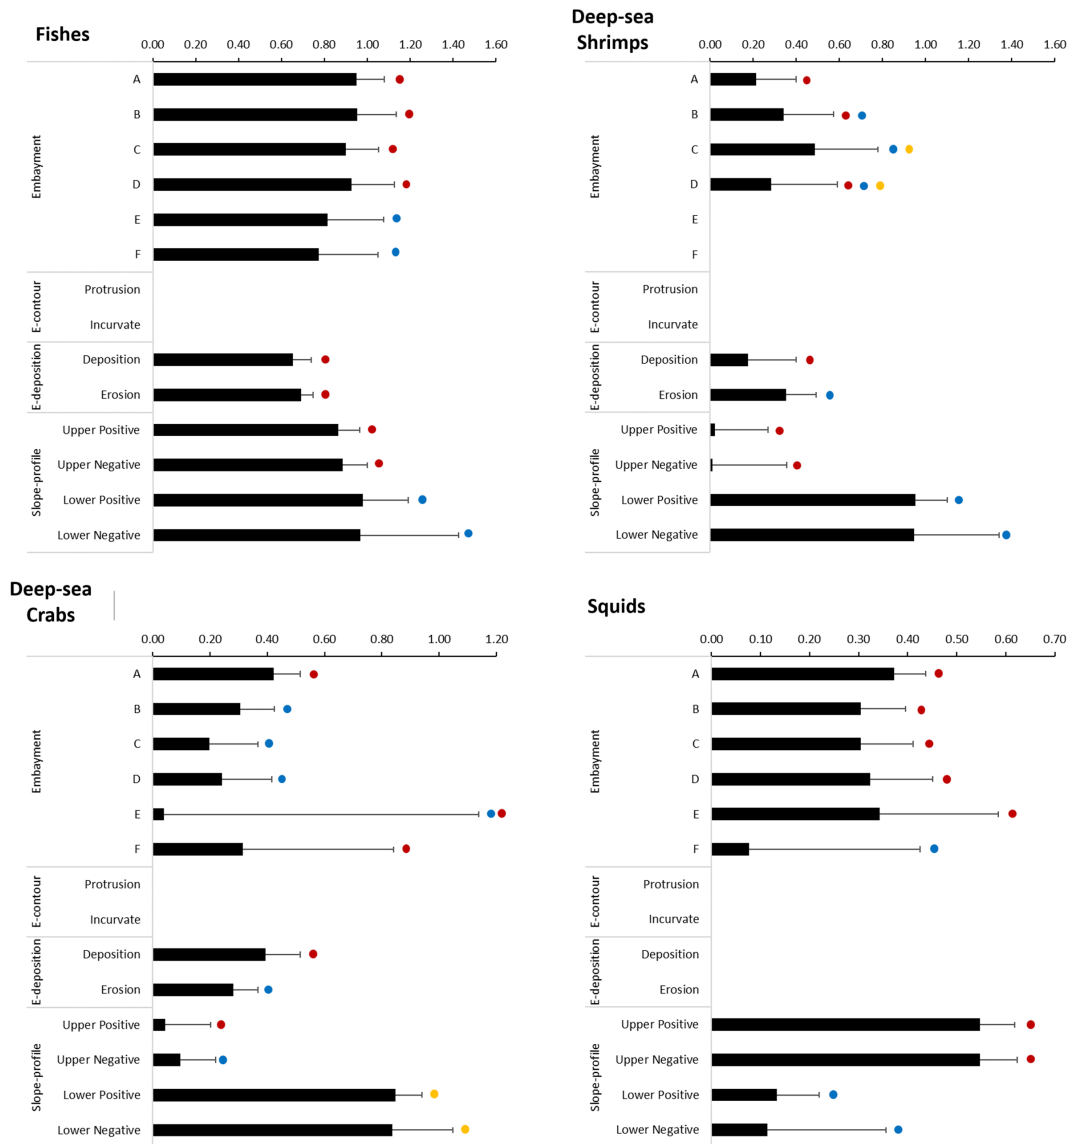 Fishes
0.00 0.20 0.40 0.60 0.80 1.00 1.20 1.40 1.60
Embayment
A
B
C
D
E
F
E-contour
Protrusion
Incurvate
E-deposition
Deposition
Erosion
Slope-profile
Upper Positive
Upper Negative
Lower Positive
Lower Negative
Deep-sea
Shrimps
0.00 0.20 0.40 0.60 0.80 1.00 1.20 1.40 1.60
Embayment
A
B
C
D
E
F
E-contour
Protrusion
Incurvate
E-deposition
Deposition
Erosion
Slope-profile
Upper Positive
Upper Negative
Lower Positive
Lower Negative
Deep-sea
Crabs
0.00 0.20 0.40 0.60 0.80 1.00 1.20
Embayment
A
B
C
D
E
F
E-contour
Protrusion
Incurvate
E-deposition
Deposition
Erosion
Slope-profile
Upper Positive
Upper Negative
Lower Positive
Lower Negative
Squids
0.00 0.10 0.20 0.30 0.40 0.50 0.60 0.70
Embayment
A
B
C
D
E
F
E-contour
Protrusion
Incurvate
E-deposition
Deposition
Erosion
Slope-profile
Upper Positive
Upper Negative
Lower Positive
Lower Negative